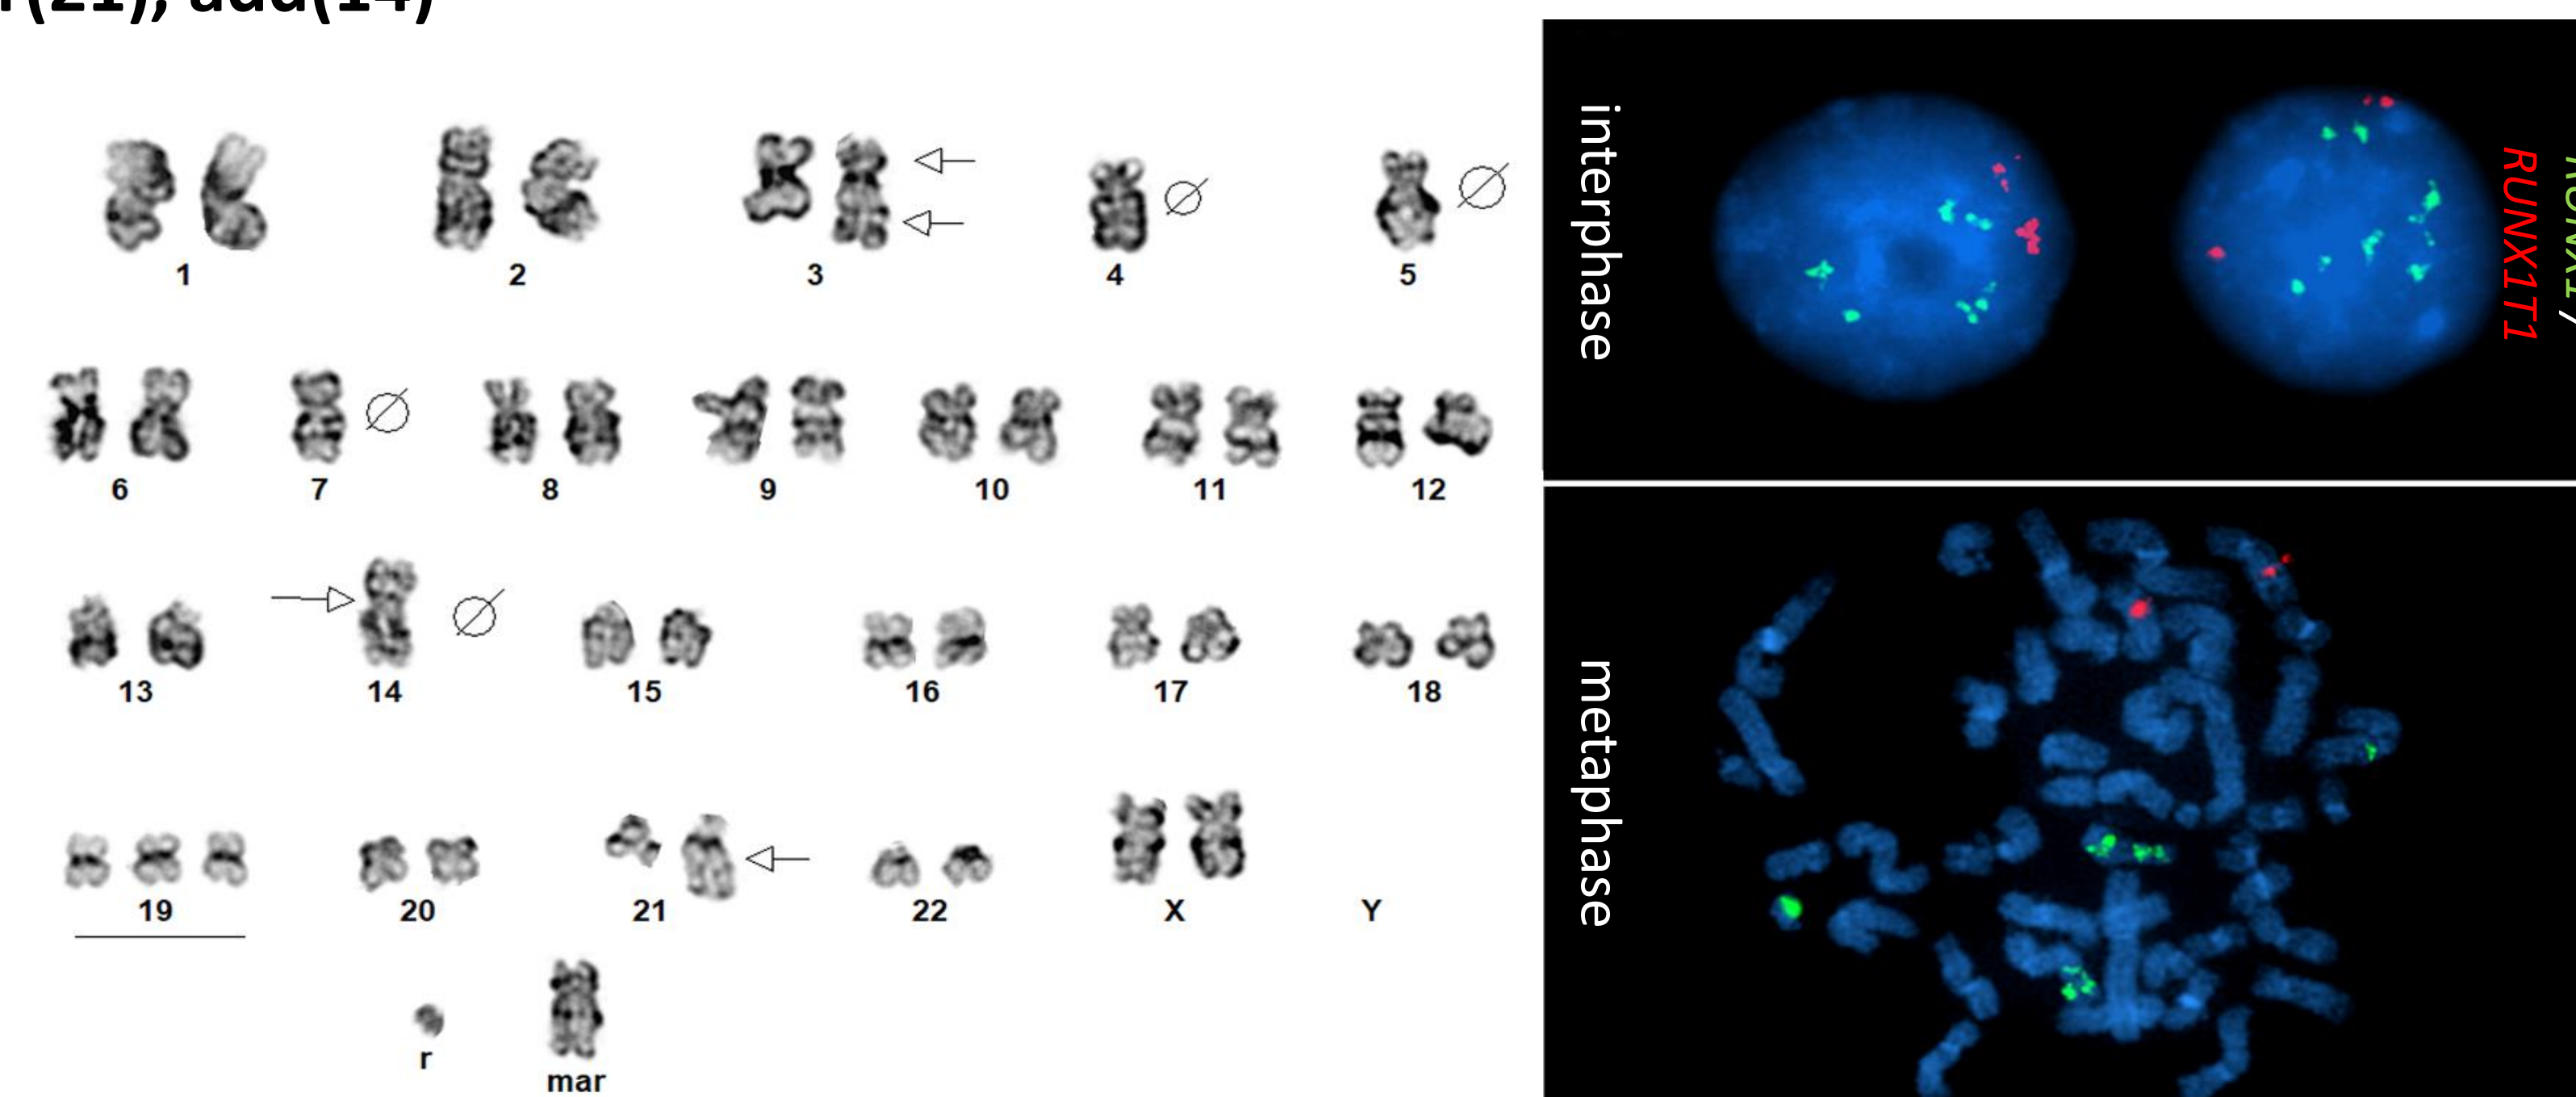 r(21), add(14)
1 2 3 4 5
6 7 8 9 10 11 12
13 14 15 16 17 18
19 20 21 22 X Y
r mar
interphase
RUNX1 /
RUNX1T1
metaphase